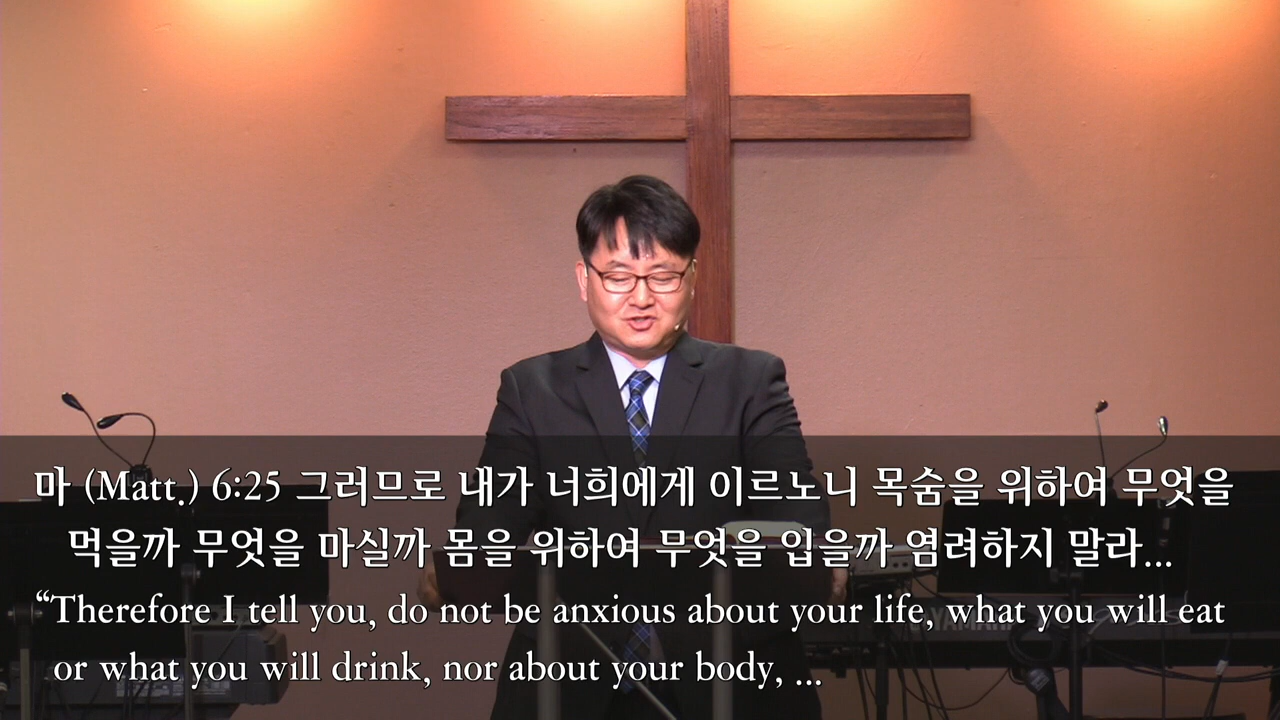 마 (Matt.) 6:25 그러므로 내가 너희에게 이르노니 목숨을 위하여 무엇을
먹을까 무엇을 마실까 몸을 위하여 무엇을 입을까 염려하지 말라...
“Therefore I tell you, do not be anxious about your life, what you will eat
YAMAHA
or what you will drink, nor about your body, ...